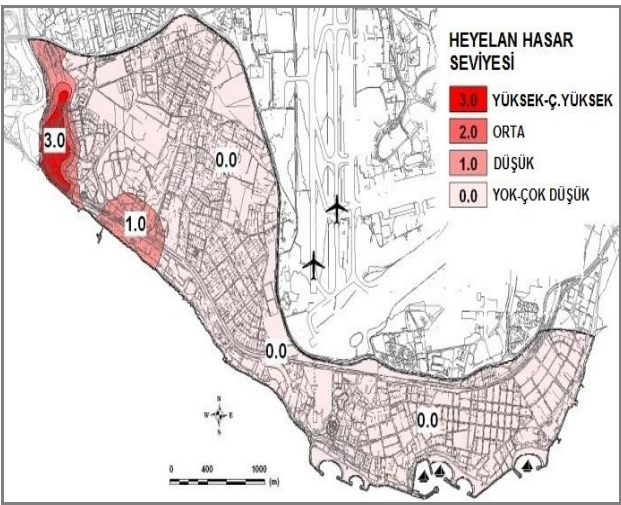 HEYELAN HASAR
SEVİYESİ
3.0 YÜKSEK-Ç.YÜKSEK
2.0 ORTA
1.0 DÜŞÜK
0.0 YOK-ÇOK DÜŞÜK
3.0
0.0
1.0
0.0
0.0
N
W E
S
0 400 1000
(m)